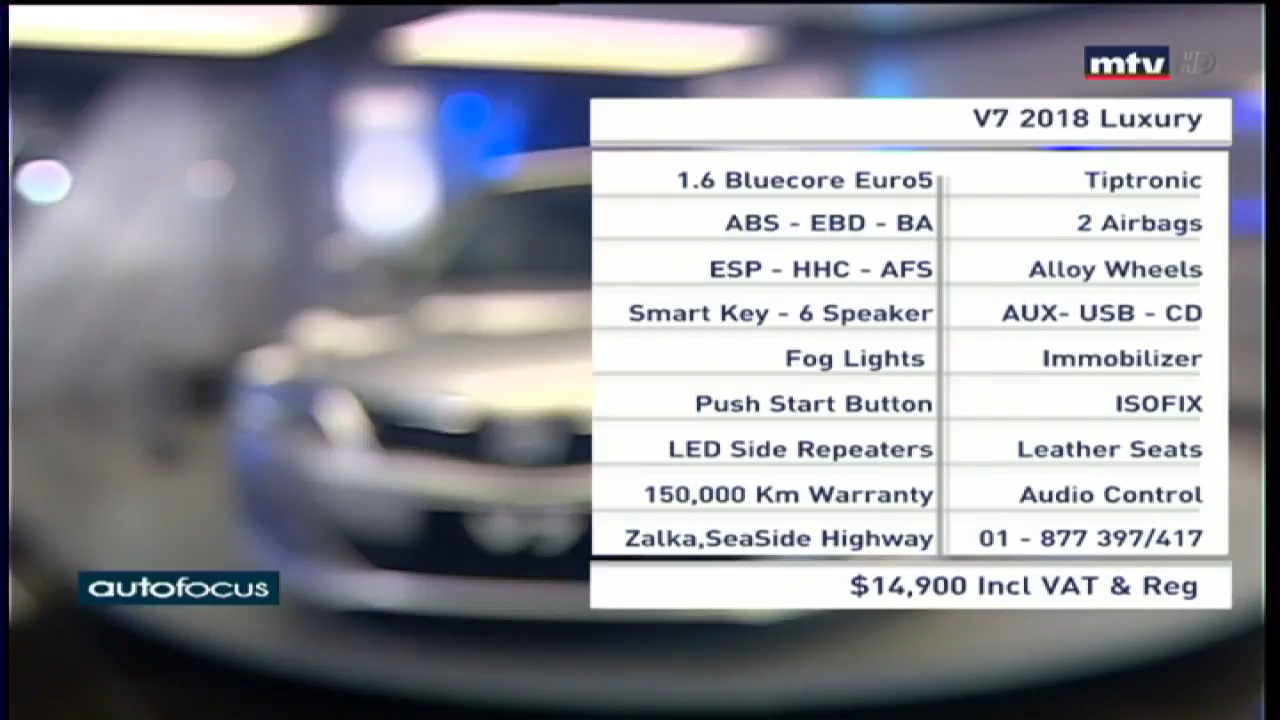 mtv HD
V7 2018 Luxury
1.6 Bluecore Euro5 Tiptronic
ABS - EBD - BA 2 Airbags
ESP - HHC - AFS Alloy Wheels
Smart Key - 6 Speaker AUX- USB - CD
Fog Lights Immobilizer
Push Start Button ISOFIX
LED Side Repeaters Leather Seats
150,000 Km Warranty Audio Control
Zalka,SeaSide Highway 01 - 877 397/417
autofocus
$14,900 Incl VAT & Reg